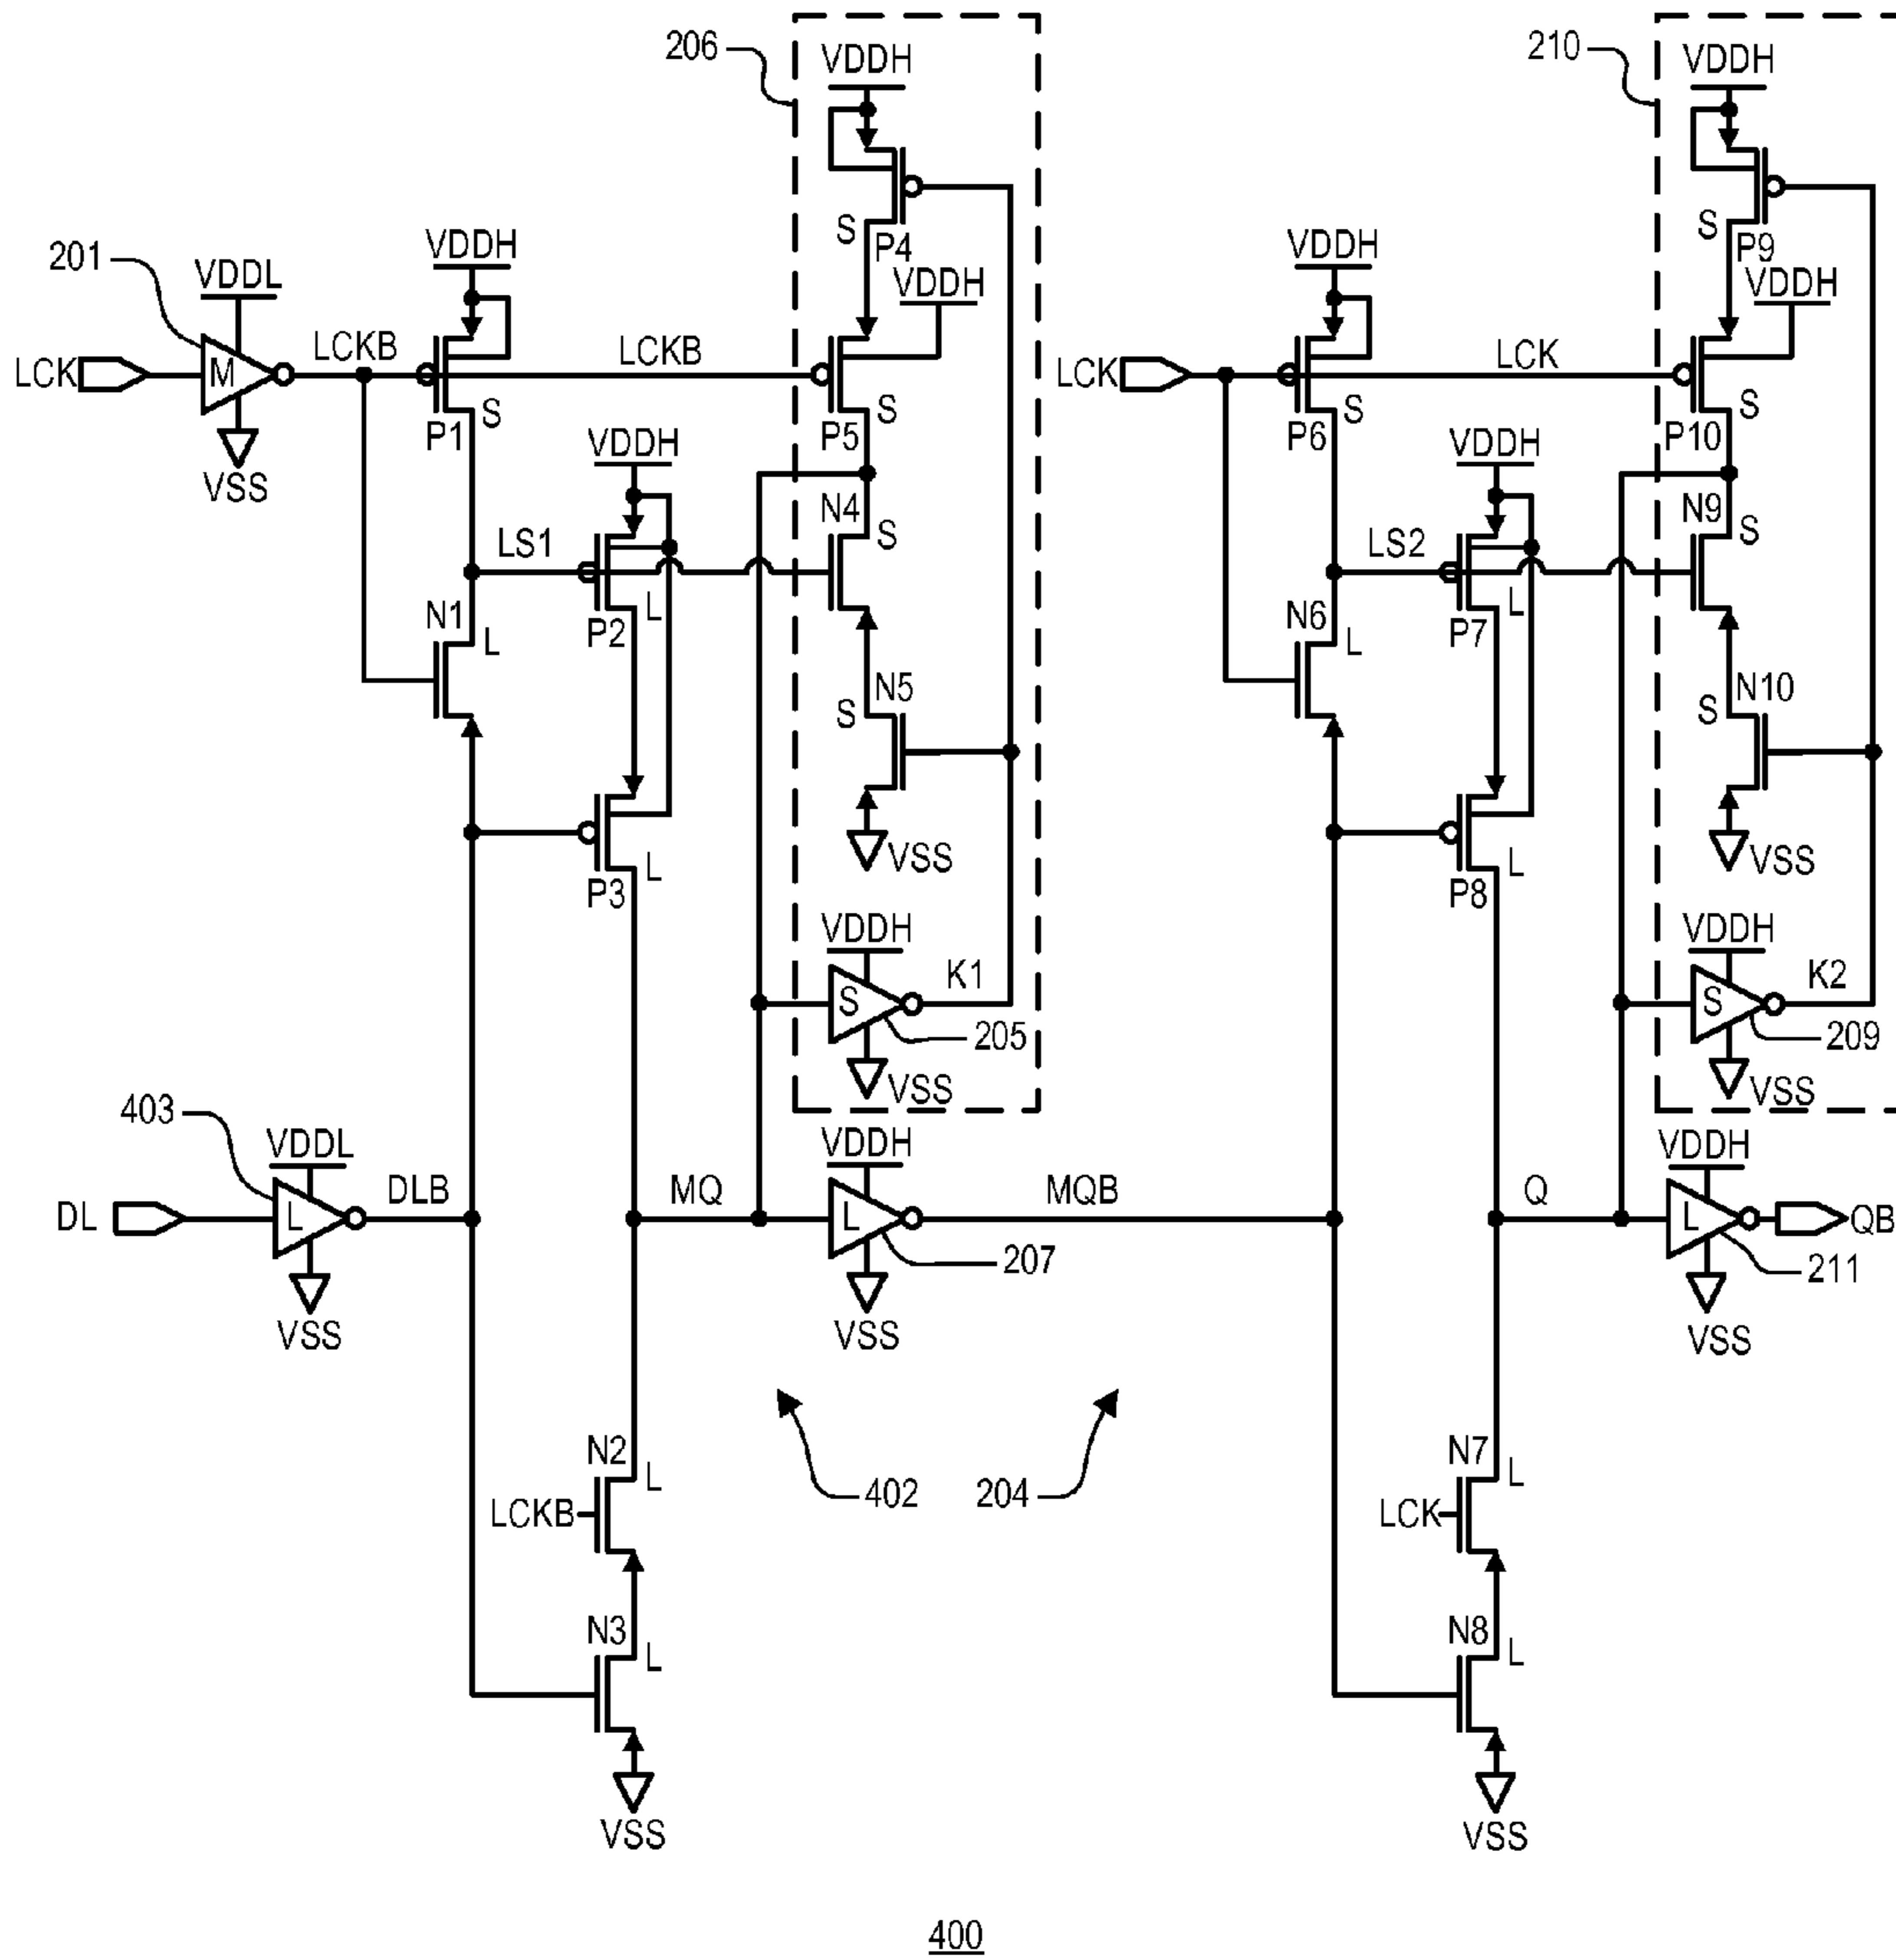 206
210
VDDH
VDDH
S
P4
S
P9
201
VDDL
VDDH
VDDH
VDDH
VDDH
LCK
M
LCKB
LCKB
LCK
LCK
S
P1
S
P5
S
P6
S
P10
VSS
VDDH
VDDH
N4
S
N9
S
LS1
LS2
N1
L
P2
L
N6
L
P7
L
S
N5
S
N10
VSS
VSS
P3
L
P8
L
VDDH
VDDH
S
K1
S
K2
205
209
VSS
VSS
403
VDDL
VDDH
VDDH
DL
L
DLB
MQ
L
MQB
Q
L
QB
207
211
VSS
VSS
VSS
N2
L
N7
L
LCKB
402
204
LCK
N3
L
N8
L
VSS
VSS
400